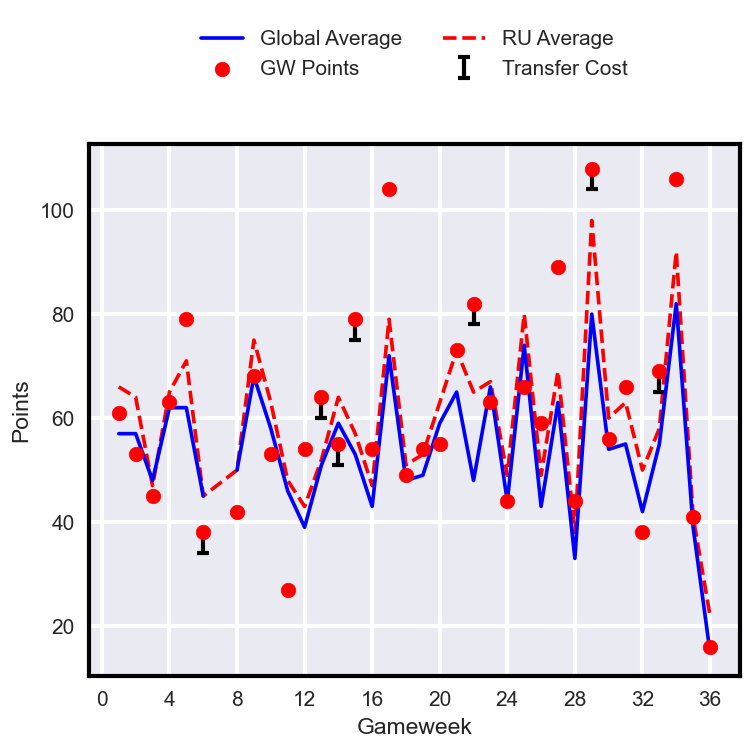 Global Average
RU Average
GW Points
Transfer Cost
Points
100
80
60
40
20
0 4 8 12 16 20 24 28 32 36
Gameweek